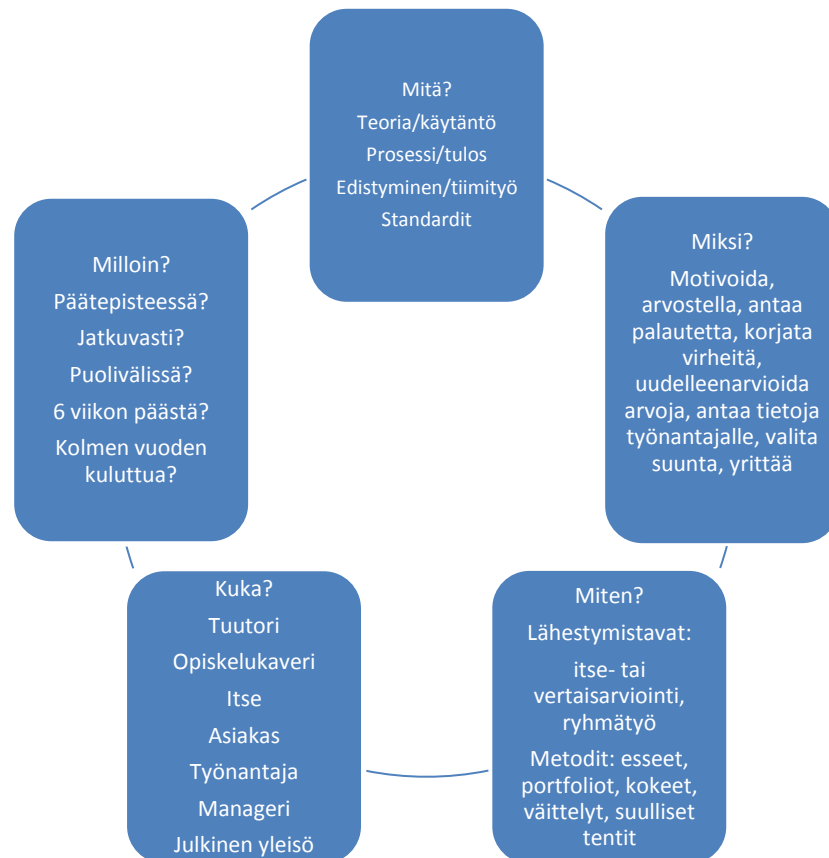 Mitä?
Teoria/käytäntö
Prosessi/tulos
Edistyminen/tiimityö
Standardit
Miksi?
Motivoida,
arvostella, antaa
palautetta, korjata
virheitä,
uudelleenarvioida
arvoja, antaa tietoja
työnantajalle, valita
suunta, yrittää
Miten?
Lähestymistavat:
itse- tai
vertaisarviointi,
ryhmätyö
Metodit: esseet,
portfoliot, kokeet,
väittelyt, suulliset
tentit
Kuka?
Tuutori
Opiskelukaveri
Itse
Asiakas
Työnantaja
Manageri
Julkinen yleisö
Milloin?
Päätepisteessä?
Jatkuvasti?
Puolivälissä?
6 viikon päästä?
Kolmen vuoden
kuluttua?